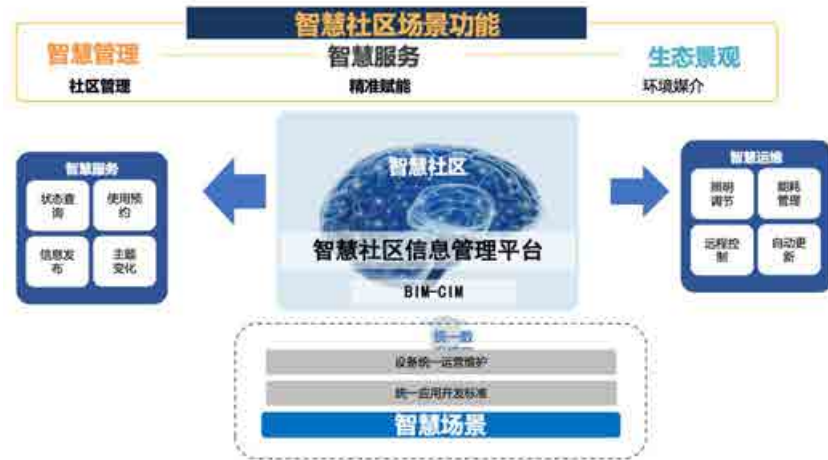 智慧社区场景功能
智慧管理
智慧服务
生态景观
社区管理
精准赋能
环境媒介
智慧服务
状态查
询
使用预
约
信息发
布
主题
变化
智慧社区
智慧社区信息管理平台
BIM-CIM
智慧运维
照明
调节
能耗
管理
远程控
制
自动更
新
统一数
设备统一运营维护
统一应用开发标准
智慧场景